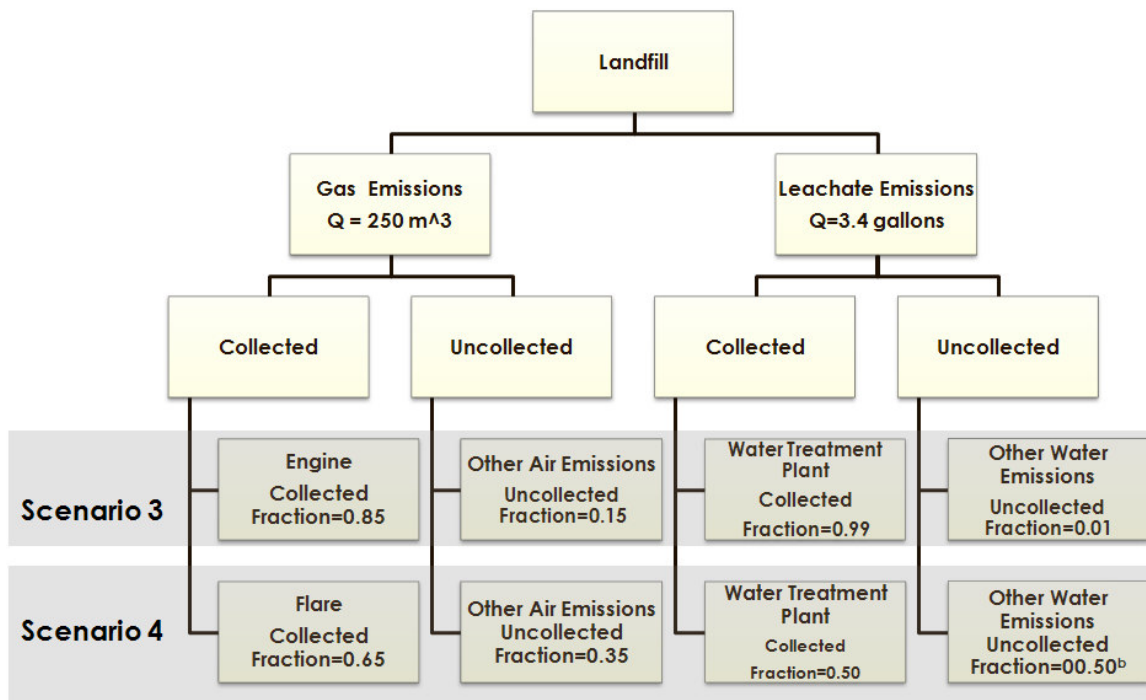 Landfill
Gas Emissions
Q = 250 m^3
Leachate Emissions
Q=3.4 gallons
Collected
Uncollected
Collected
Uncollected
Scenario 3
Engine
Collected
Fraction=0.85
Other Air Emissions
Uncollected
Fraction=0.15
Water Treatment
Plant
Collected
Fraction=0.99
Other Water
Emissions
Uncollected
Fraction=0.01
Scenario 4
Flare
Collected
Fraction=0.65
Other Air Emissions
Uncollected
Fraction=0.35
Water Treatment
Plant
Collected
Fraction=0.50
Other Water
Emissions
Uncollected
Fraction=00.50ᵇ